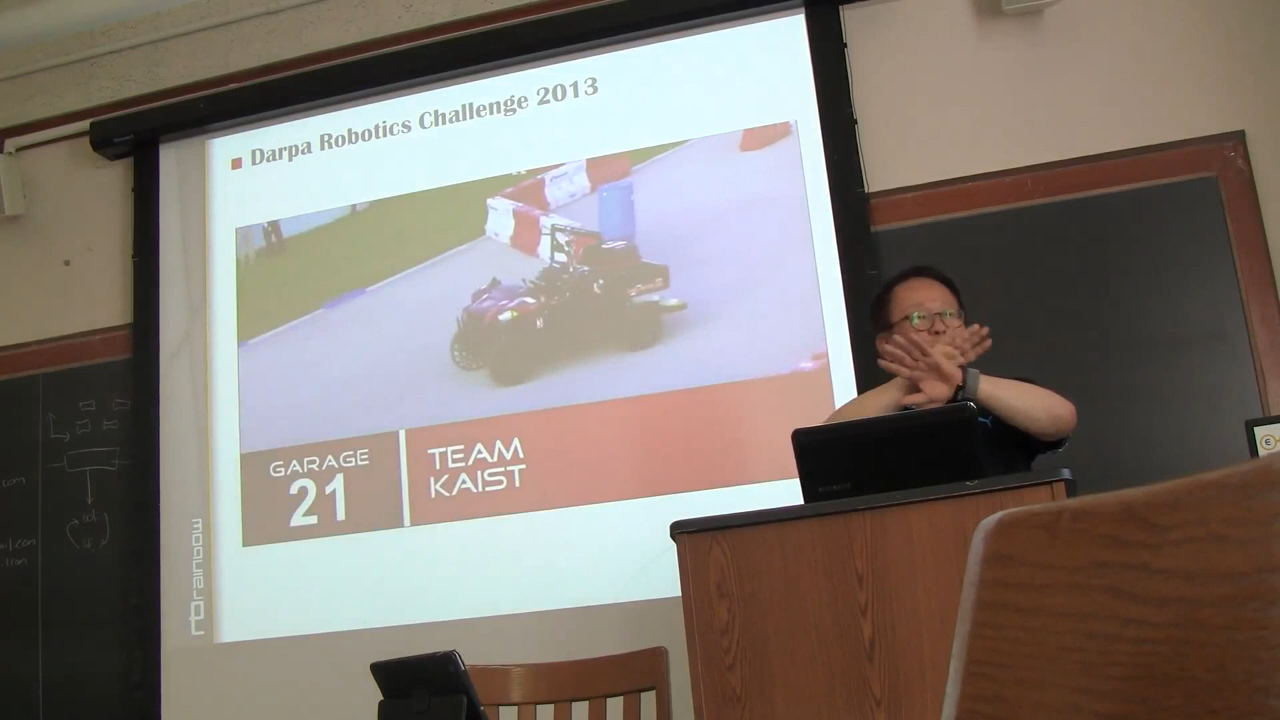 Darpa Robotics Challenge 2013
GARAGE
21
TEAM
KAIST
rainbow